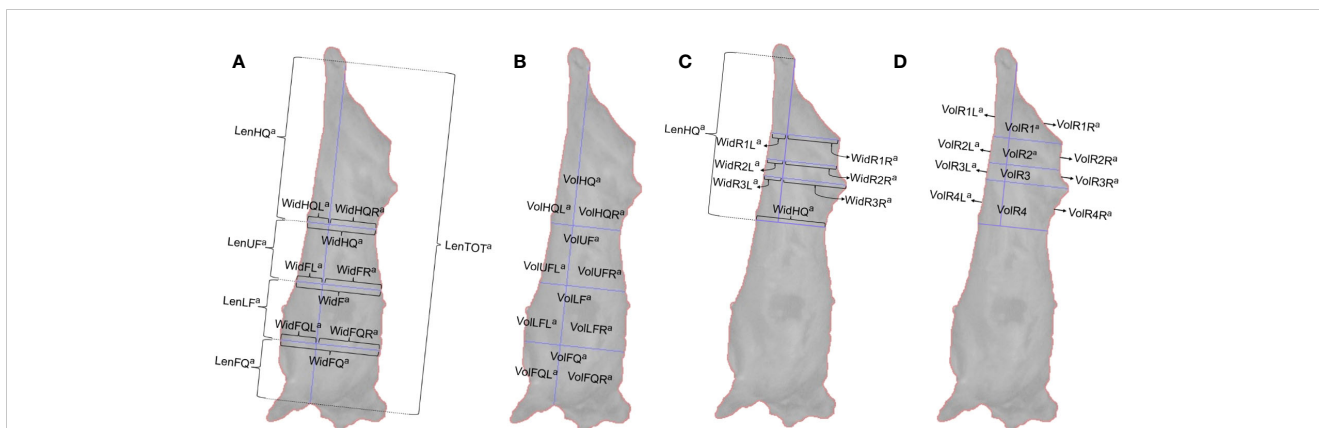 A
LenHQᵃ
WidHQLᵃ WidHQRᵃ
WidHQᵃ
LenUFᵃ
LenTOTᵃ
WidFLᵃ WidFRᵃ
WidFᵃ
LenLFᵃ
WidFQLᵃ WidFQRᵃ
LenFQᵃ
WidFQᵃ
B
VolHQᵃ
VolHQLᵃ VolHQRᵃ
VolUFᵃ
VolUFLᵃ VolUFRᵃ
VolLFᵃ
VolLFLᵃ VolLFRᵃ
VolFQᵃ
VolFQLᵃ VolFQRᵃ
C
LenHQᵃ
WidR1Lᵃ WidR1Rᵃ
WidR2Lᵃ WidR2Rᵃ
WidR3Lᵃ WidR3Rᵃ
WidHQᵃ
D
VolR1Lᵃ VolR1ᵃ VolR1Rᵃ
VolR2Lᵃ VolR2ᵃ VolR2Rᵃ
VolR3Lᵃ VolR3 VolR3Rᵃ
VolR4Lᵃ VolR4 VolR4Rᵃ